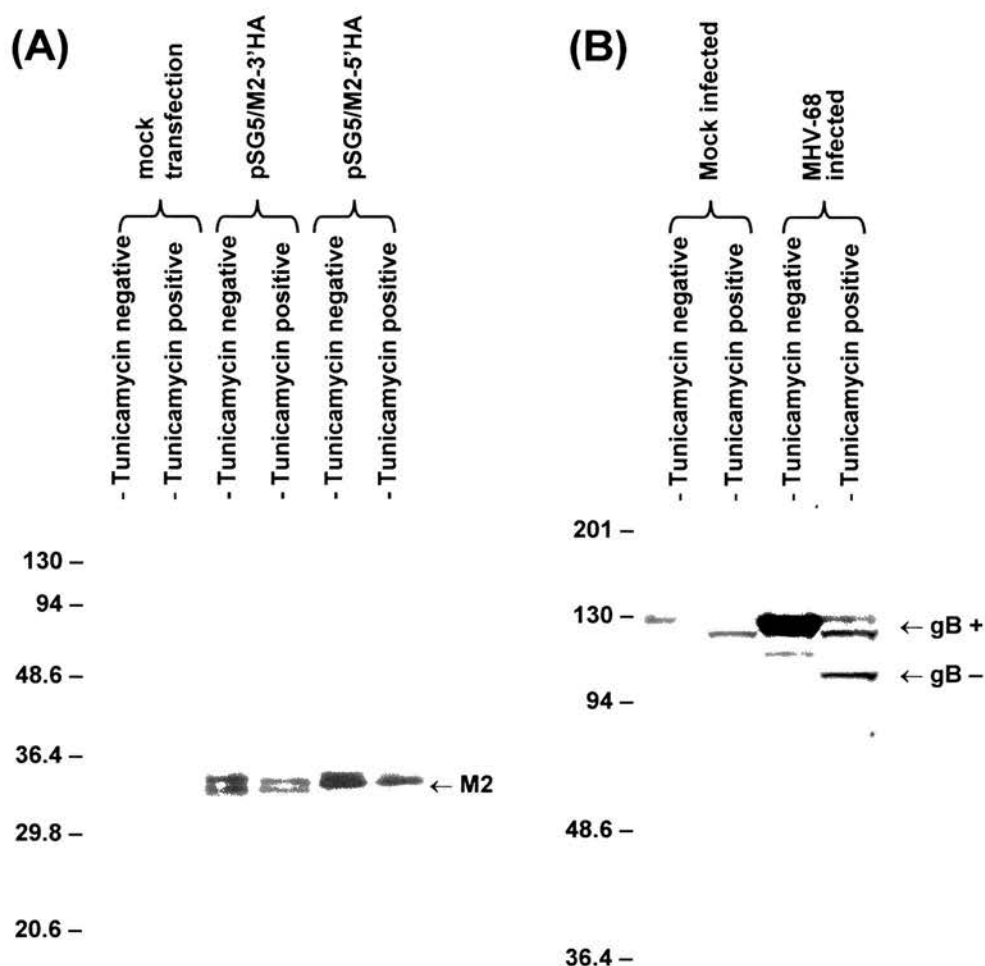 (A)
mock
transfection
pSG5/M2-3'HA
pSG5/M2-5'HA
- Tunicamycin negative
- Tunicamycin positive
- Tunicamycin negative
- Tunicamycin positive
- Tunicamycin negative
- Tunicamycin positive
130 –
94 –
48.6 –
36.4 –
← M2
29.8 –
20.6 –
(B)
Mock infected
MHV-68
infected
- Tunicamycin negative
- Tunicamycin positive
- Tunicamycin negative
- Tunicamycin positive
201 –
130 –
← gB +
← gB –
94 –
48.6 –
36.4 –